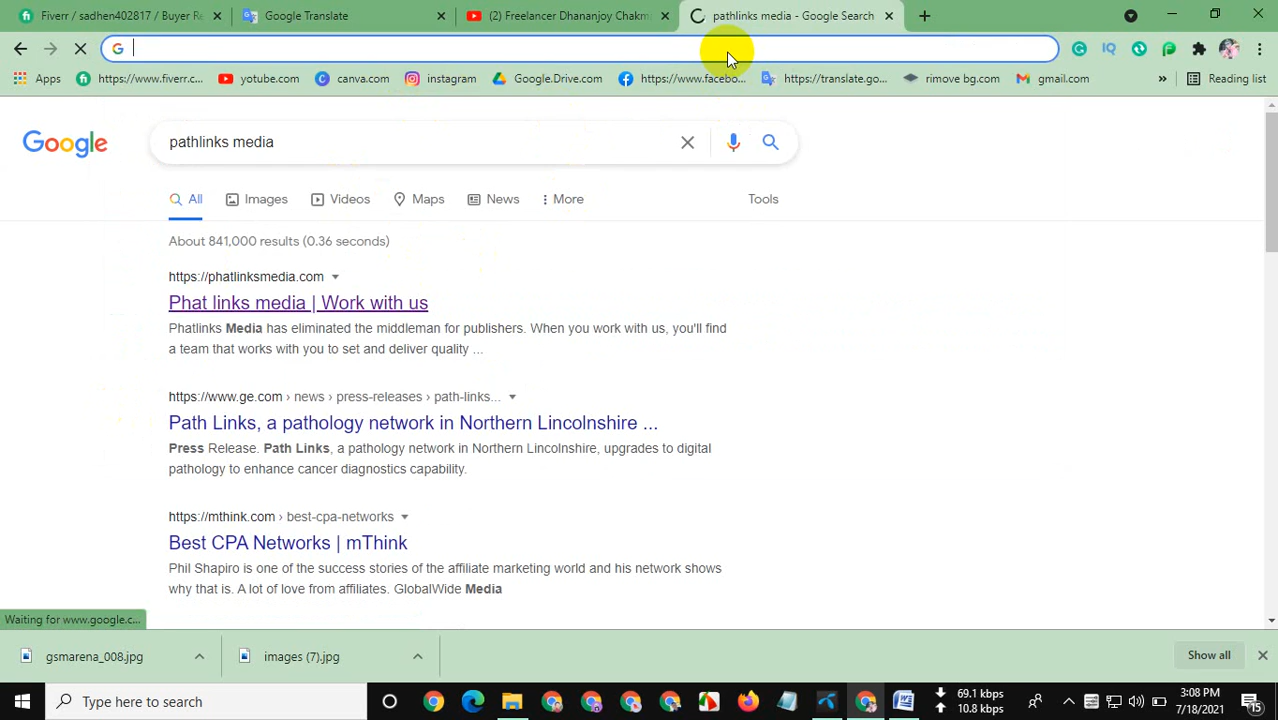 Fiverr / sadhen402817 / Buyer Re
Google Translate
(2) Freelancer Dhananjoy Chakm
pathlinks media - Google Search
Apps
https://www.fiverr.c...
yotube.com
canva.com
instagram
Google.Drive.com
https://www.facebo...
https://translate.go...
rimove bg.com
gmail.com
»
Reading list
Google
pathlinks media
All
Images
Videos
Maps
News
More
Tools
About 841,000 results (0.36 seconds)
https://phatlinksmedia.com
Phat links media | Work with us
Phatlinks Media has eliminated the middleman for publishers. When you work with us, you'll find
a team that works with you to set and deliver quality ...
https://www.ge.com › news › press-releases › path-links...
Path Links, a pathology network in Northern Lincolnshire ...
Press Release. Path Links, a pathology network in Northern Lincolnshire, upgrades to digital
pathology to enhance cancer diagnostics capability.
https://mthink.com › best-cpa-networks
Best CPA Networks | mThink
Phil Shapiro is one of the success stories of the affiliate marketing world and his network shows
why that is. A lot of love from affiliates. GlobalWide Media
Waiting for www.google.c...
gsmarena_008.jpg
images (7).jpg
Show all
Type here to search
69.1 kbps
10.8 kbps
3:08 PM
7/18/2021
15